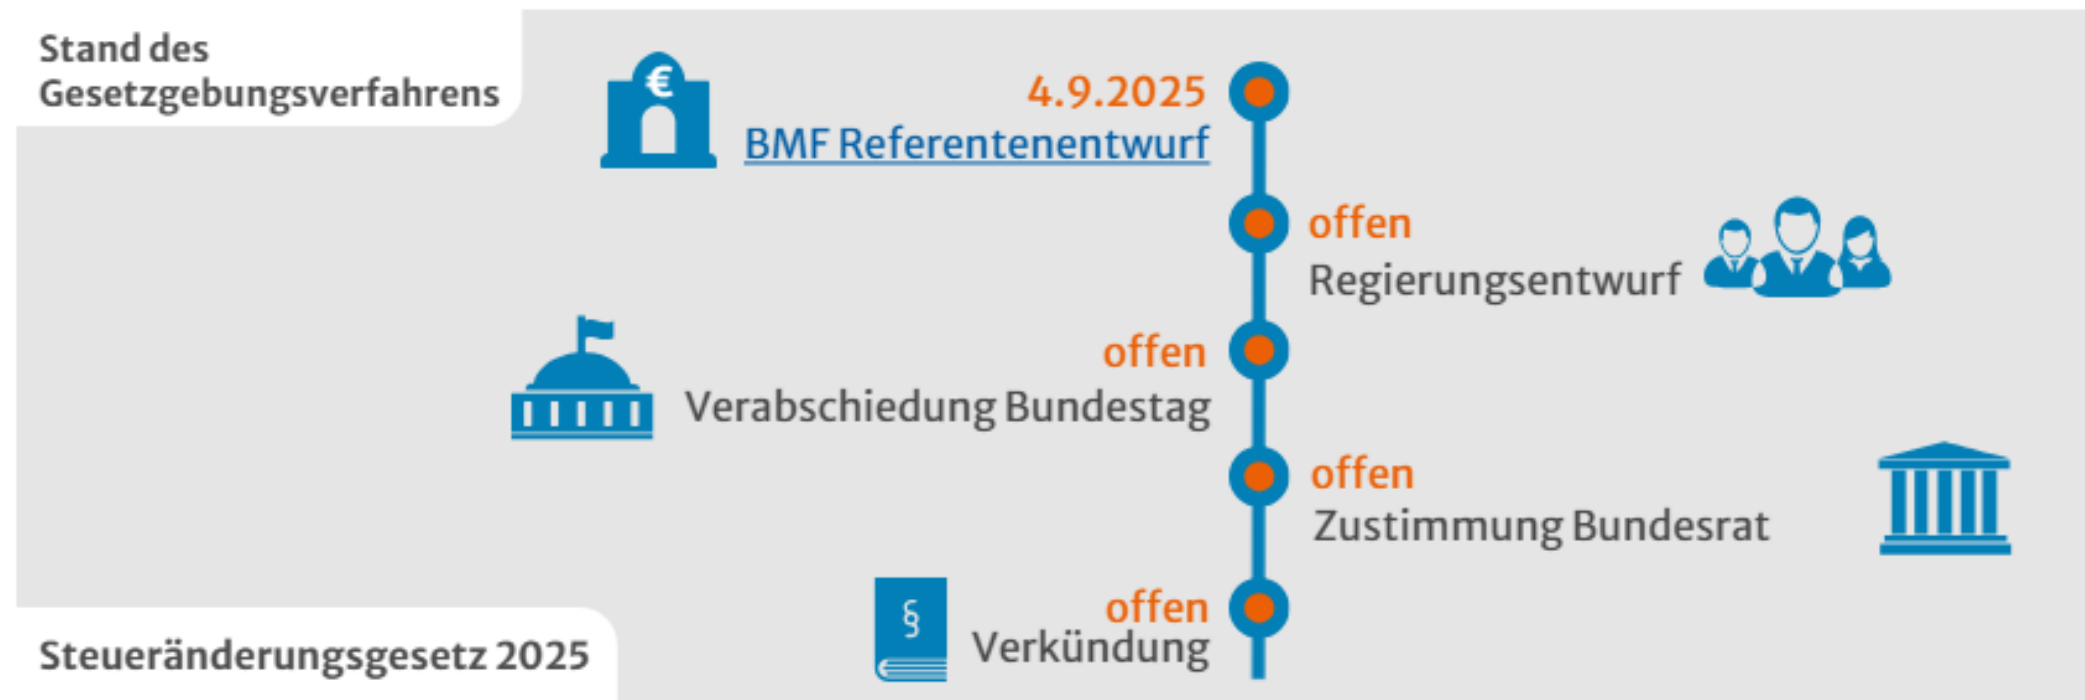 Stand des
Gesetzgebungsverfahrens
€
4.9.2025
BMF Referentenentwurf
offen
Regierungsentwurf
offen
Verabschiedung Bundestag
offen
Zustimmung Bundesrat
§
offen
Verkündung
Steueränderungsgesetz 2025